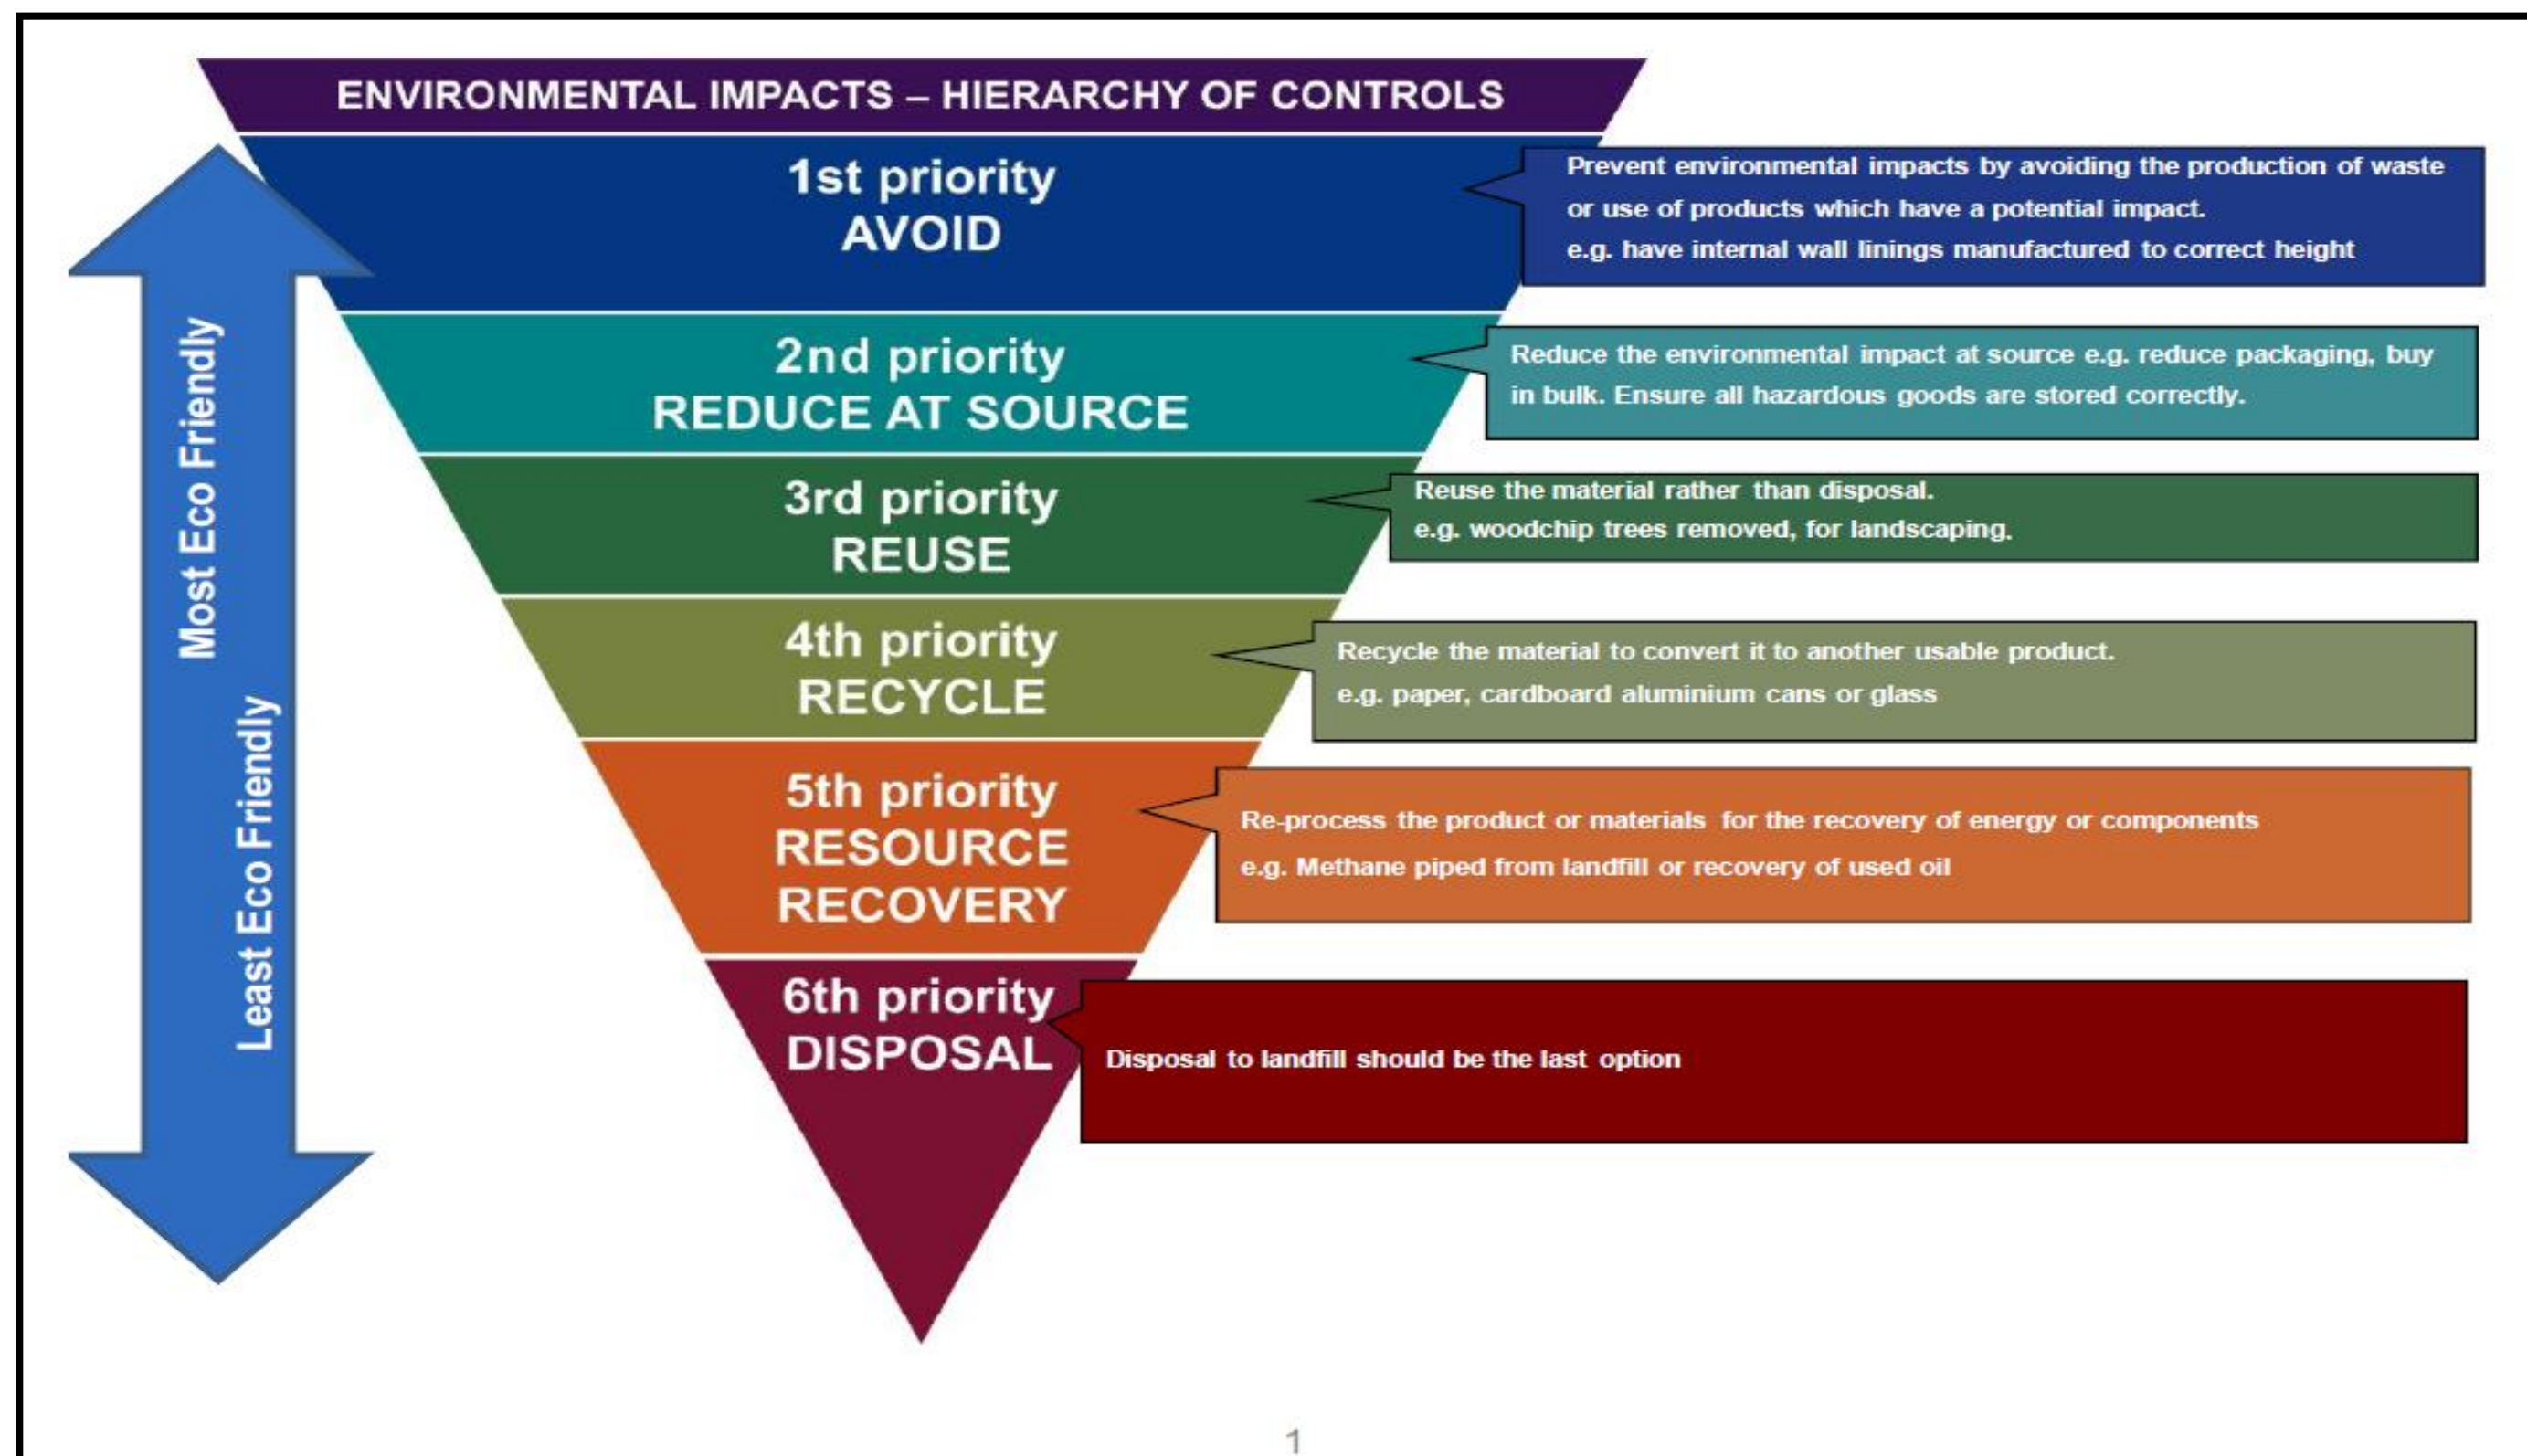 ENVIRONMENTAL IMPACTS – HIERARCHY OF CONTROLS
Most Eco Friendly
Least Eco Friendly
1st priority
AVOID
Prevent environmental impacts by avoiding the production of waste
or use of products which have a potential impact.
e.g. have internal wall linings manufactured to correct height
2nd priority
REDUCE AT SOURCE
Reduce the environmental impact at source e.g. reduce packaging, buy
in bulk. Ensure all hazardous goods are stored correctly.
3rd priority
REUSE
Reuse the material rather than disposal.
e.g. woodchip trees removed, for landscaping.
4th priority
RECYCLE
Recycle the material to convert it to another usable product.
e.g. paper, cardboard aluminium cans or glass
5th priority
RESOURCE
RECOVERY
Re-process the product or materials for the recovery of energy or components
e.g. Methane piped from landfill or recovery of used oil
6th priority
DISPOSAL
Disposal to landfill should be the last option
1